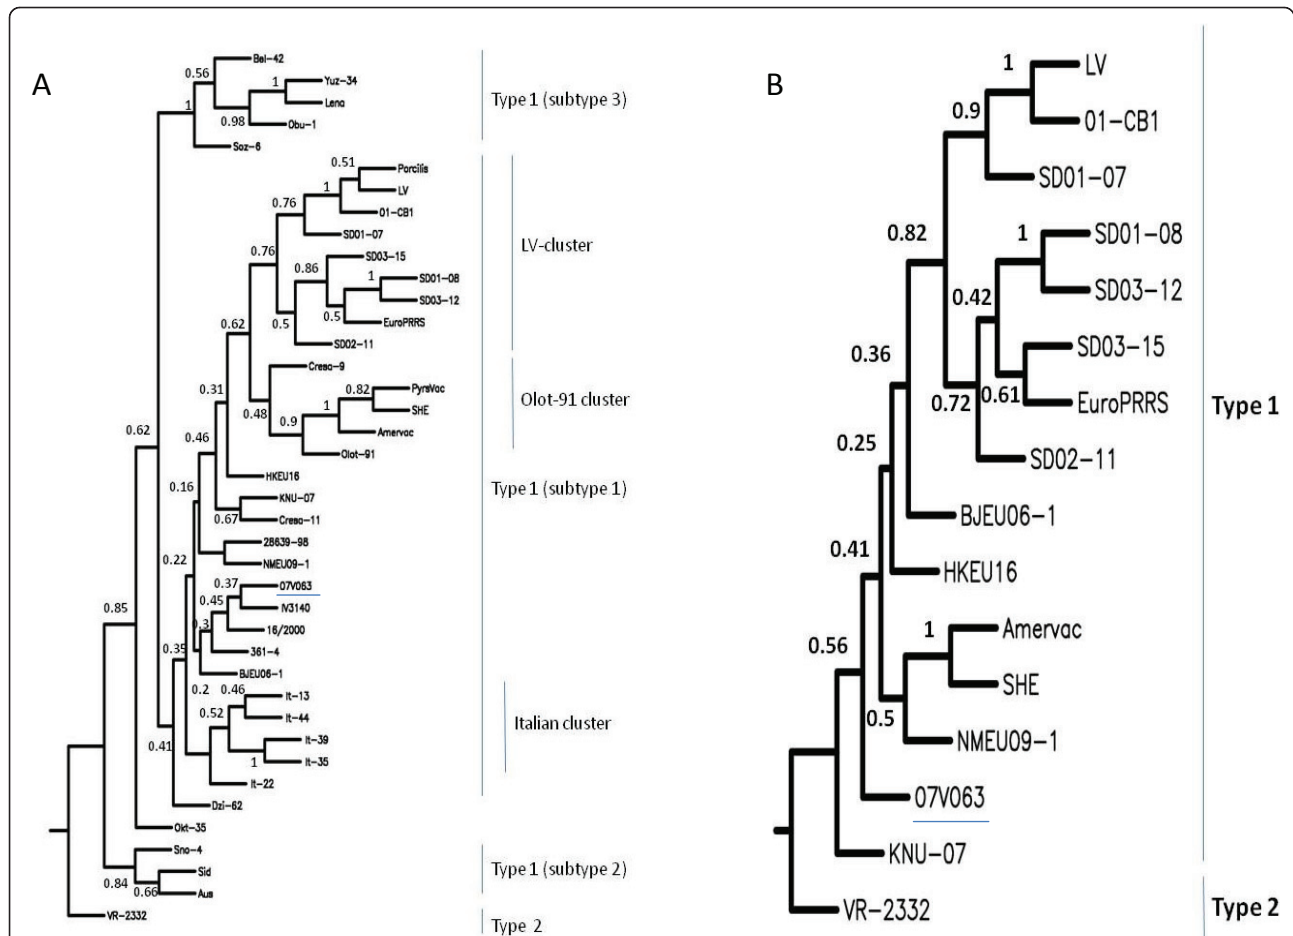 A
0.56
Bel-42
1
Yuz-34
1
Lena
0.98
Obu-1
Soz-6
Type 1 (subtype 3)
0.51
Porcilis
1
LV
0.76
01-CB1
SD01-07
0.76
SD03-15
0.86
1
SD01-08
SD03-12
0.5
0.5
EuroPRRS
SD02-11
LV-cluster
0.62
Creso-9
0.31
0.82
PyrsVac
1
SHE
0.48
0.9
Amervac
Olot-91
Olot-91 cluster
0.62
0.46
HKEU16
0.16
KNU-07
0.67
Creso-11
Type 1 (subtype 1)
28639-98
0.22
NMEU09-1
0.37
07V063
0.45
IV3140
0.85
0.3
16/2000
0.35
361-4
BJEU06-1
0.2
0.46
It-13
0.52
It-44
It-39
0.41
1
It-35
It-22
Italian cluster
Dzi-62
Okt-35
Sno-4
0.84
Sid
0.66
Aus
Type 1 (subtype 2)
VR-2332
Type 2
B
1
LV
0.9
01-CB1
SD01-07
0.82
1
SD01-08
0.42
SD03-12
0.36
SD03-15
0.72
0.61
EuroPRRS
0.25
SD02-11
BJEU06-1
0.41
HKEU16
0.56
1
Amervac
SHE
0.5
NMEU09-1
07V063
KNU-07
Type 1
VR-2332
Type 2